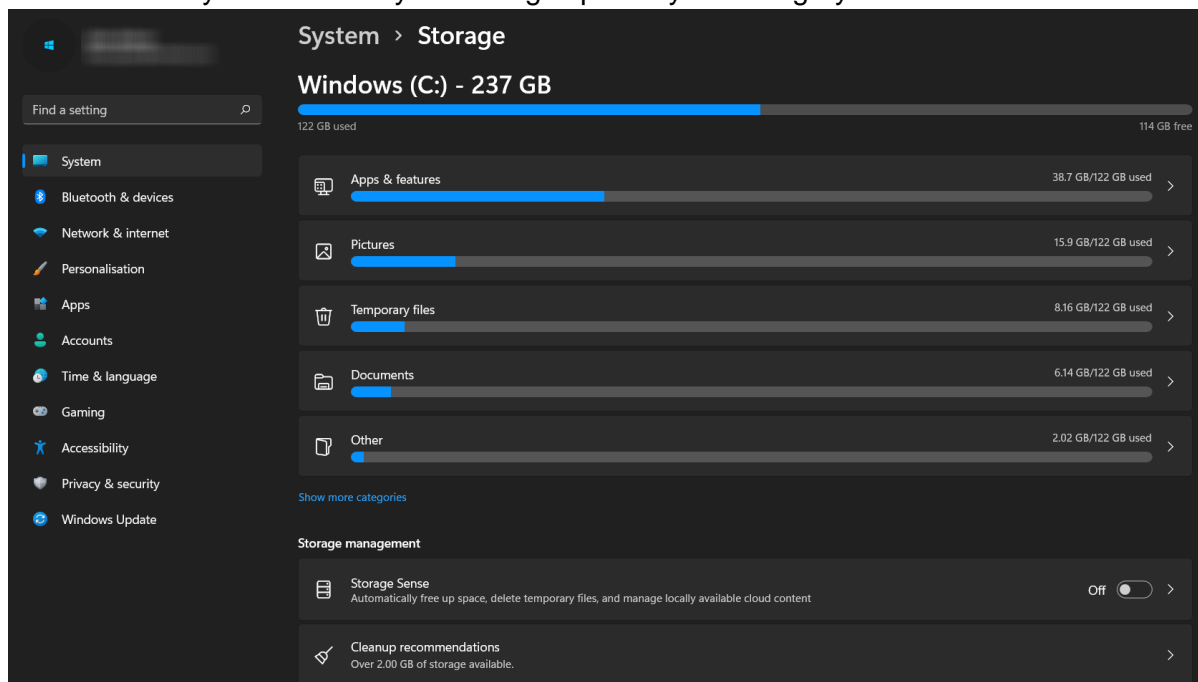 System > Storage
Windows (C:) - 237 GB
Find a setting
122 GB used
114 GB free
System
Bluetooth & devices
Network & internet
Personalisation
Apps
Accounts
Time & language
Gaming
Accessibility
Privacy & security
Windows Update
Apps & features
38.7 GB/122 GB used
Pictures
15.9 GB/122 GB used
Temporary files
8.16 GB/122 GB used
Documents
6.14 GB/122 GB used
Other
2.02 GB/122 GB used
Show more categories
Storage management
Storage Sense
Automatically free up space, delete temporary files, and manage locally available cloud content
Off
Cleanup recommendations
Over 2.00 GB of storage available.